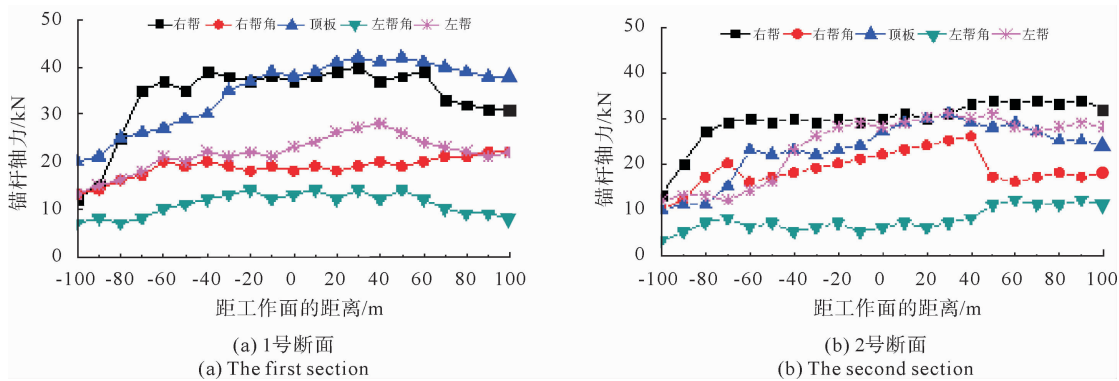 50
40
30
20
10
0
锚杆轴力/kN
右帮 右帮角 顶板 左帮角 左帮
-100 -80 -60 -40 -20 0 20 40 60 80 100
距工作面的距离/m
(a) 1号断面
(a) The first section
50
40
30
20
10
0
锚杆轴力/kN
右帮 右帮角 顶板 左帮角 左帮
-100 -80 -60 -40 -20 0 20 40 60 80 100
距工作面的距离/m
(b) 2号断面
(b) The second section